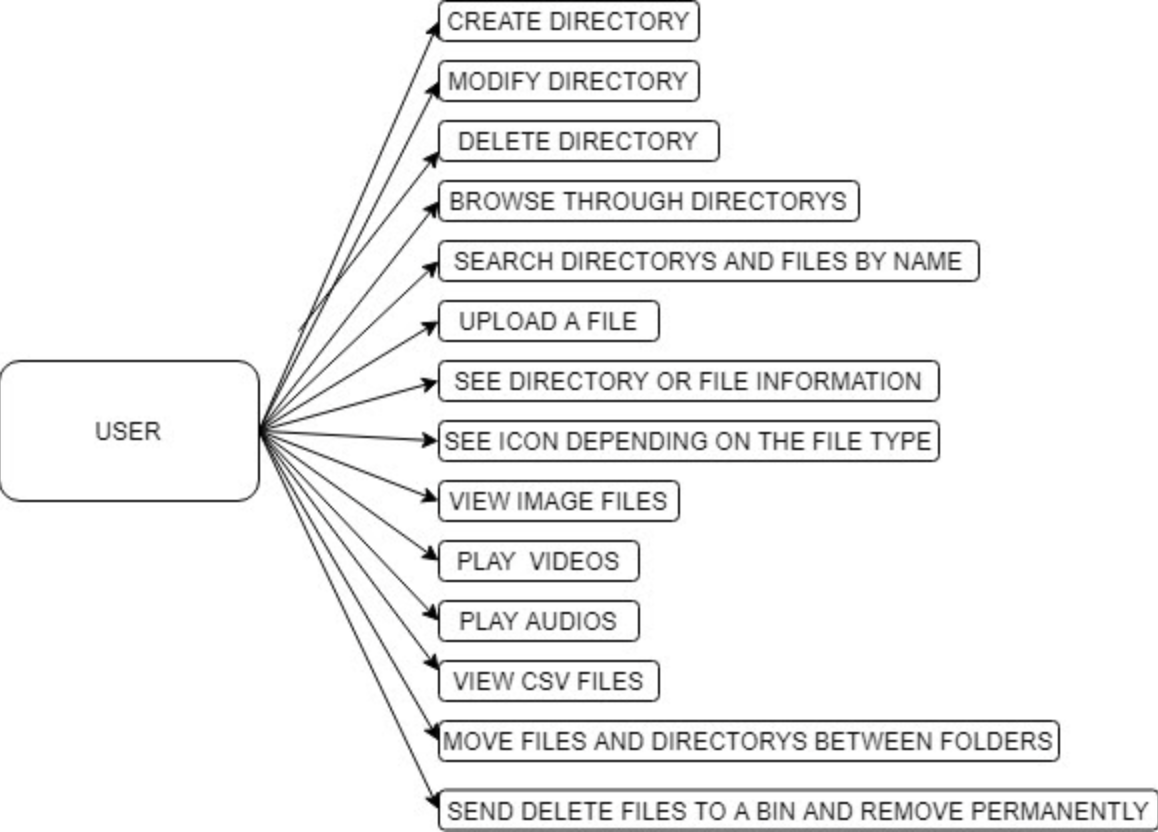 CREATE DIRECTORY
MODIFY DIRECTORY
DELETE DIRECTORY
BROWSE THROUGH DIRECTORYS
SEARCH DIRECTORYS AND FILES BY NAME
UPLOAD A FILE
SEE DIRECTORY OR FILE INFORMATION
USER
SEE ICON DEPENDING ON THE FILE TYPE
VIEW IMAGE FILES
PLAY VIDEOS
PLAY AUDIOS
VIEW CSV FILES
MOVE FILES AND DIRECTORYS BETWEEN FOLDERS
SEND DELETE FILES TO A BIN AND REMOVE PERMANENTLY